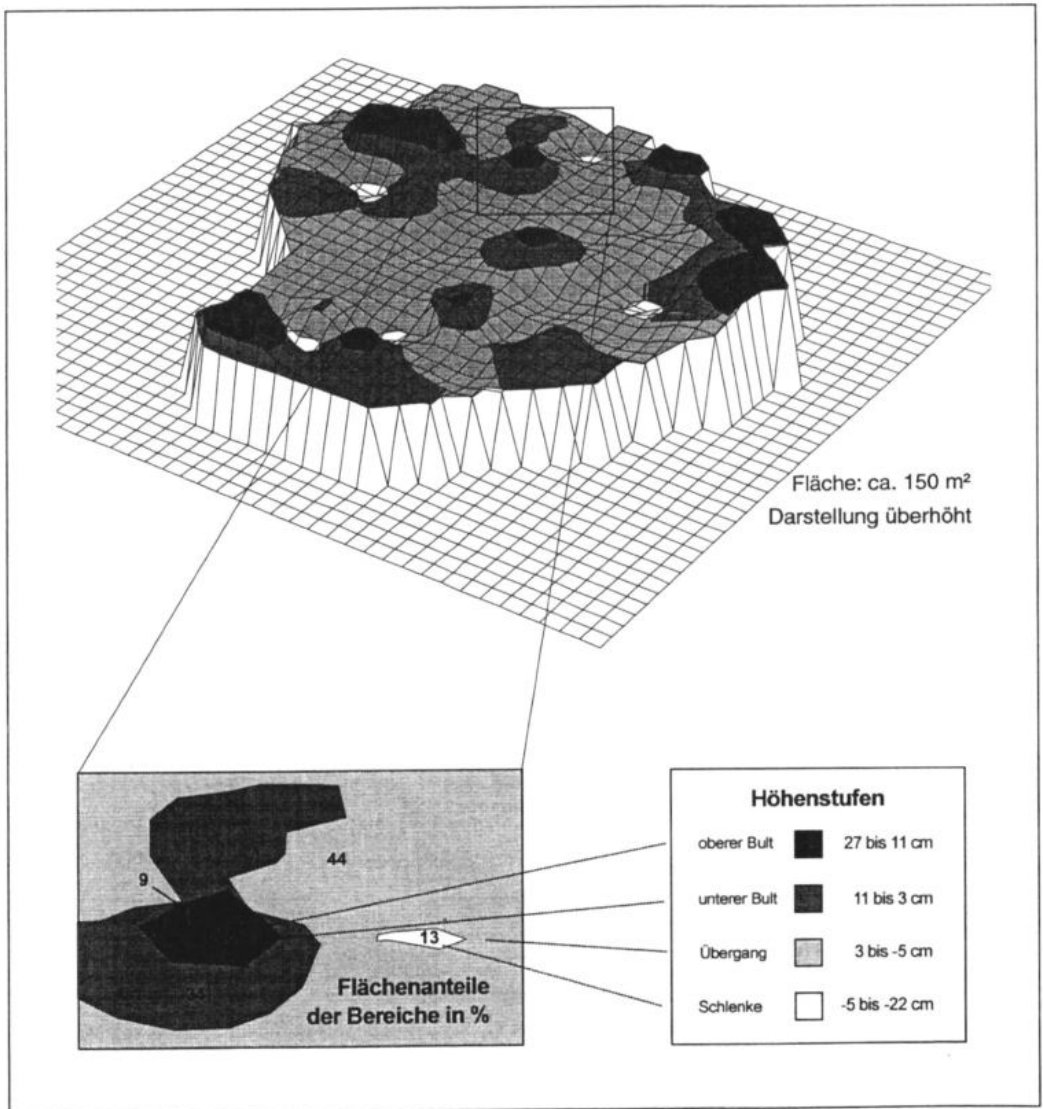 Fläche: ca. 150 m²
Darstellung überhöht
44
9
13
34
Flächenanteile
der Bereiche in %
Höhenstufen
oberer Bult 27 bis 11 cm
unterer Bult 11 bis 3 cm
Übergang 3 bis -5 cm
Schlenke -5 bis -22 cm